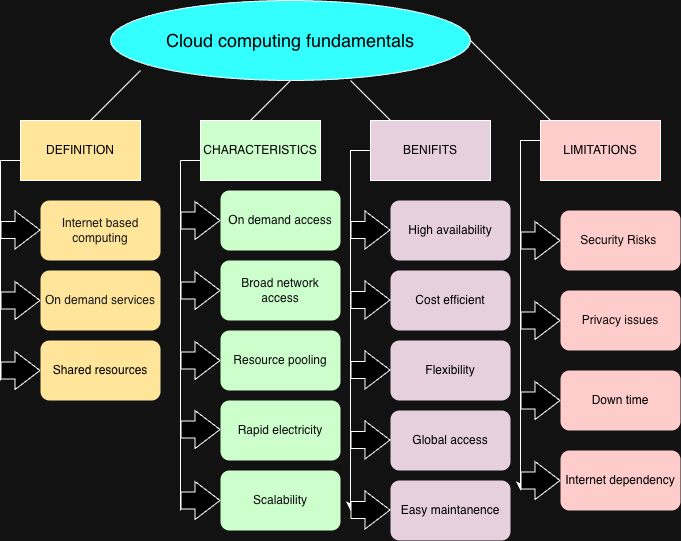 Cloud computing fundamentals
DEFINITION
Internet based
computing
On demand services
Shared resources
CHARACTERISTICS
On demand access
Broad network
access
Resource pooling
Rapid electricity
Scalability
BENIFITS
High availability
Cost efficient
Flexibility
Global access
Easy maintanence
LIMITATIONS
Security Risks
Privacy issues
Down time
Internet dependency